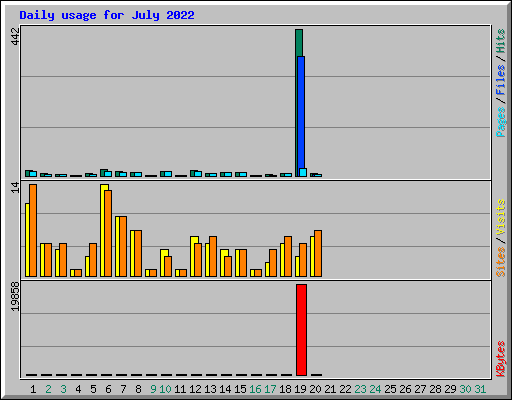 Daily usage for July 2022
442
14
19858
Pages/Files/Hits
Sites/Visits
KBytes
1 2 3 4 5 6 7 8 9 10 11 12 13 14 15 16 17 18 19 20 21 22 23 24 25 26 27 28 29 30 31